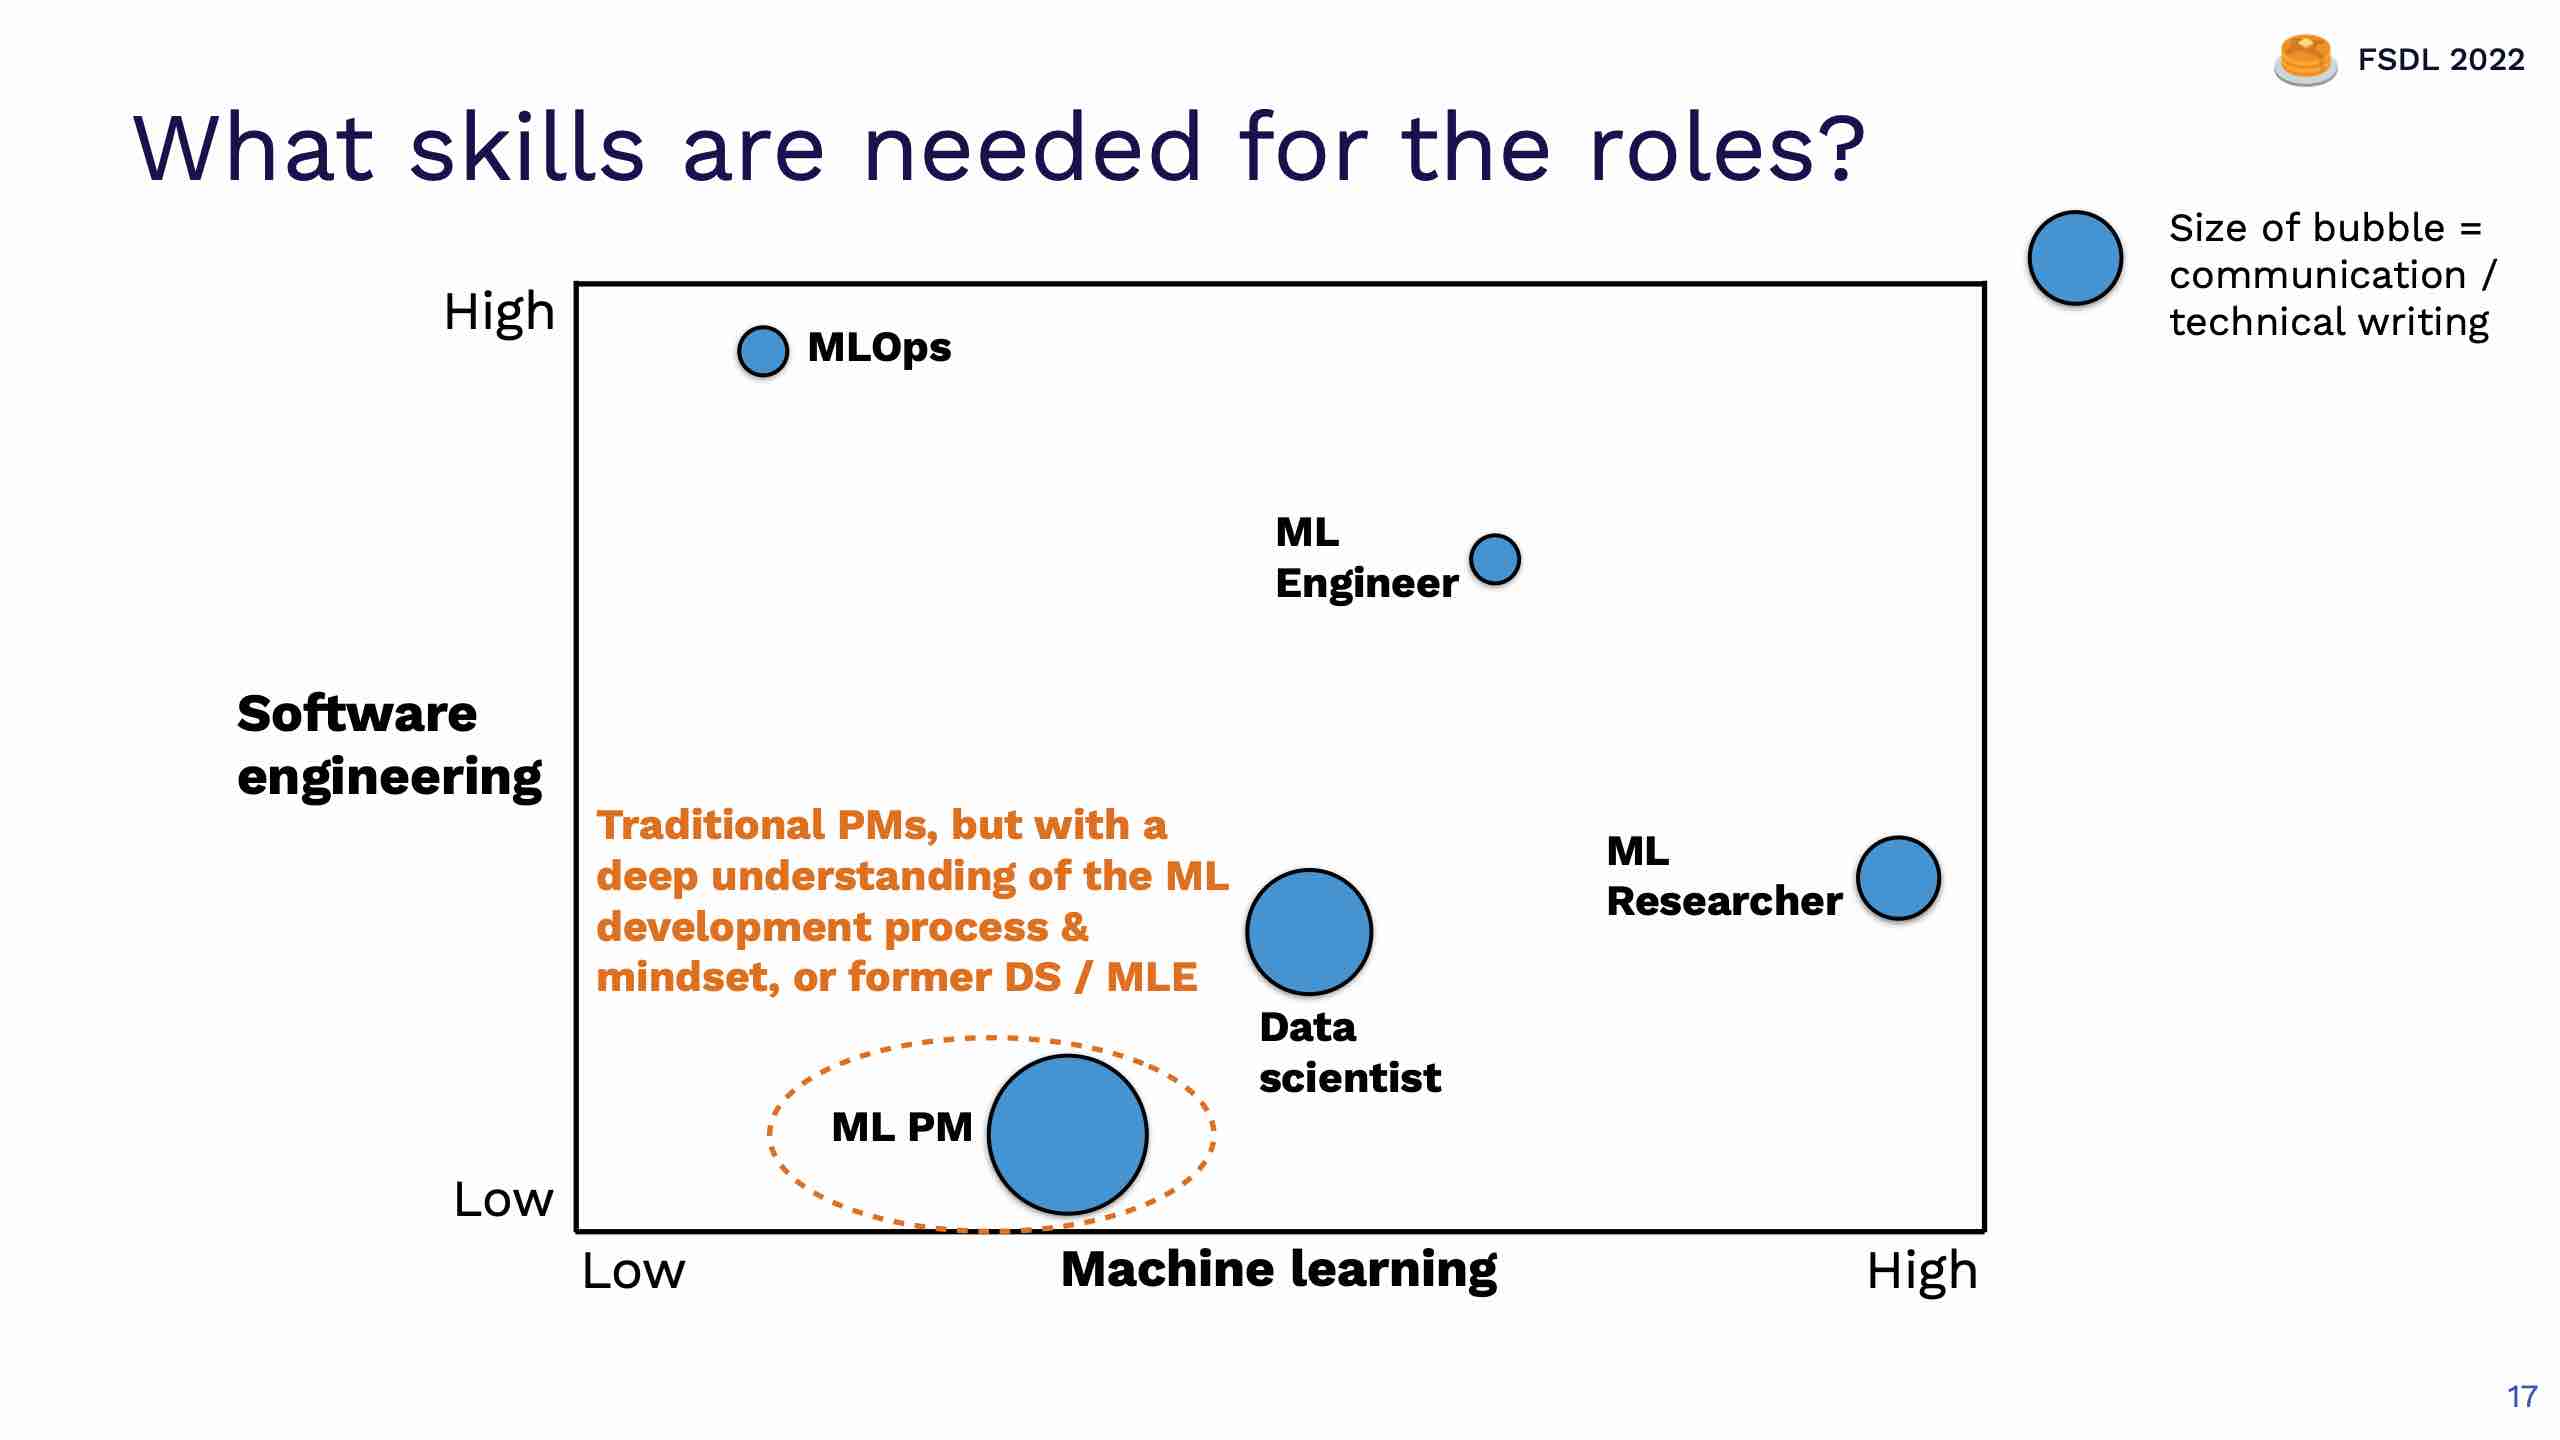 FSDL 2022
What skills are needed for the roles?
Size of bubble =
communication /
technical writing
High
MLOps
ML
Engineer
Software
engineering
Traditional PMs, but with a
deep understanding of the ML
development process &
mindset, or former DS / MLE
ML
Researcher
Data
scientist
ML PM
Low
Low
Machine learning
High
17